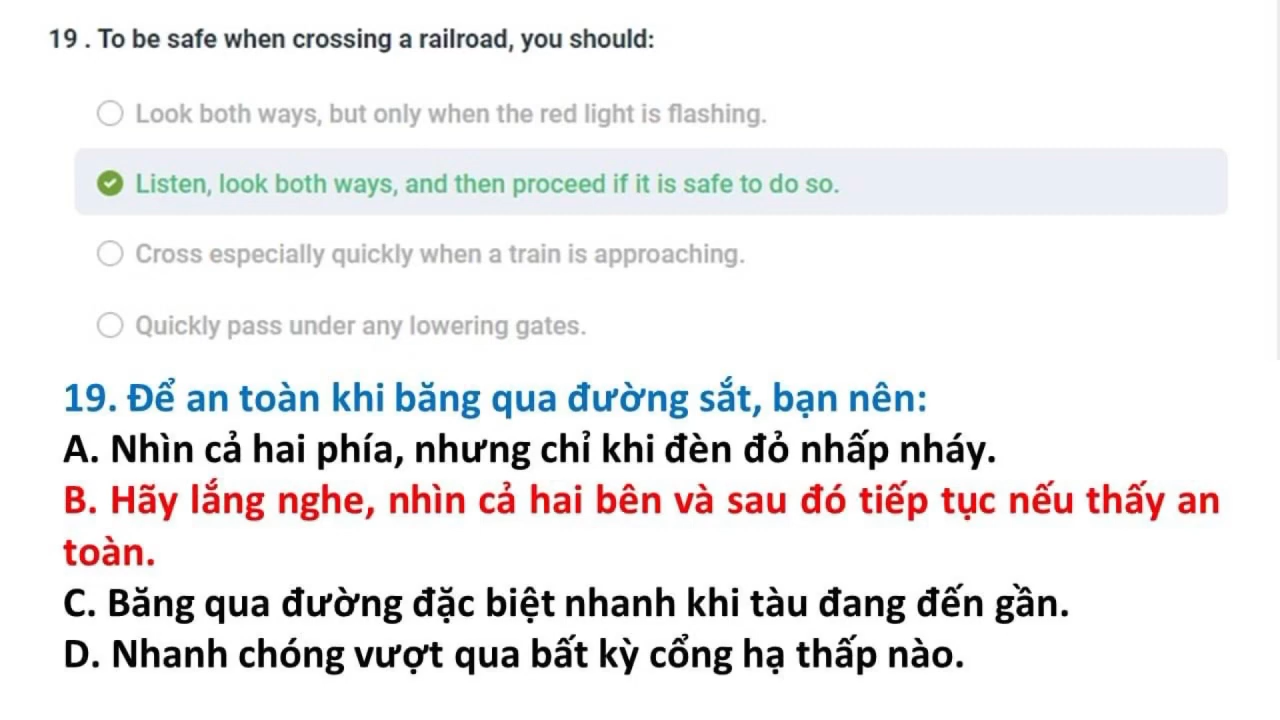 19 . To be safe when crossing a railroad, you should:
Look both ways, but only when the red light is flashing.
Listen, look both ways, and then proceed if it is safe to do so.
Cross especially quickly when a train is approaching.
Quickly pass under any lowering gates.
19. Để an toàn khi băng qua đường sắt, bạn nên:
A. Nhìn cả hai phía, nhưng chỉ khi đèn đỏ nhấp nháy.
B. Hãy lắng nghe, nhìn cả hai bên và sau đó tiếp tục nếu thấy an
toàn.
C. Băng qua đường đặc biệt nhanh khi tàu đang đến gần.
D. Nhanh chóng vượt qua bất kỳ cổng hạ thấp nào.